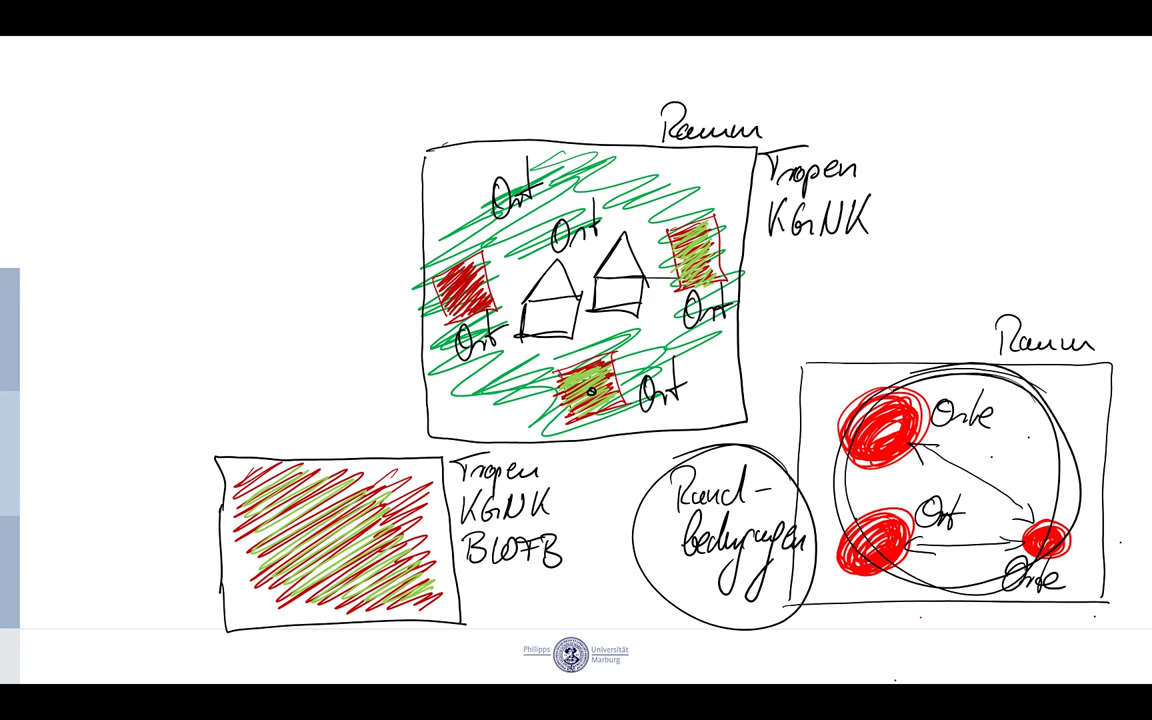 Raum
Tropen
KGNK
Ort
Ort
Ort
Ort
Ort
Raum
Orte
Ort
Orte
Tropen
KGNK
BWFB
Rand-
bedingungen
Philipps Universität
Marburg